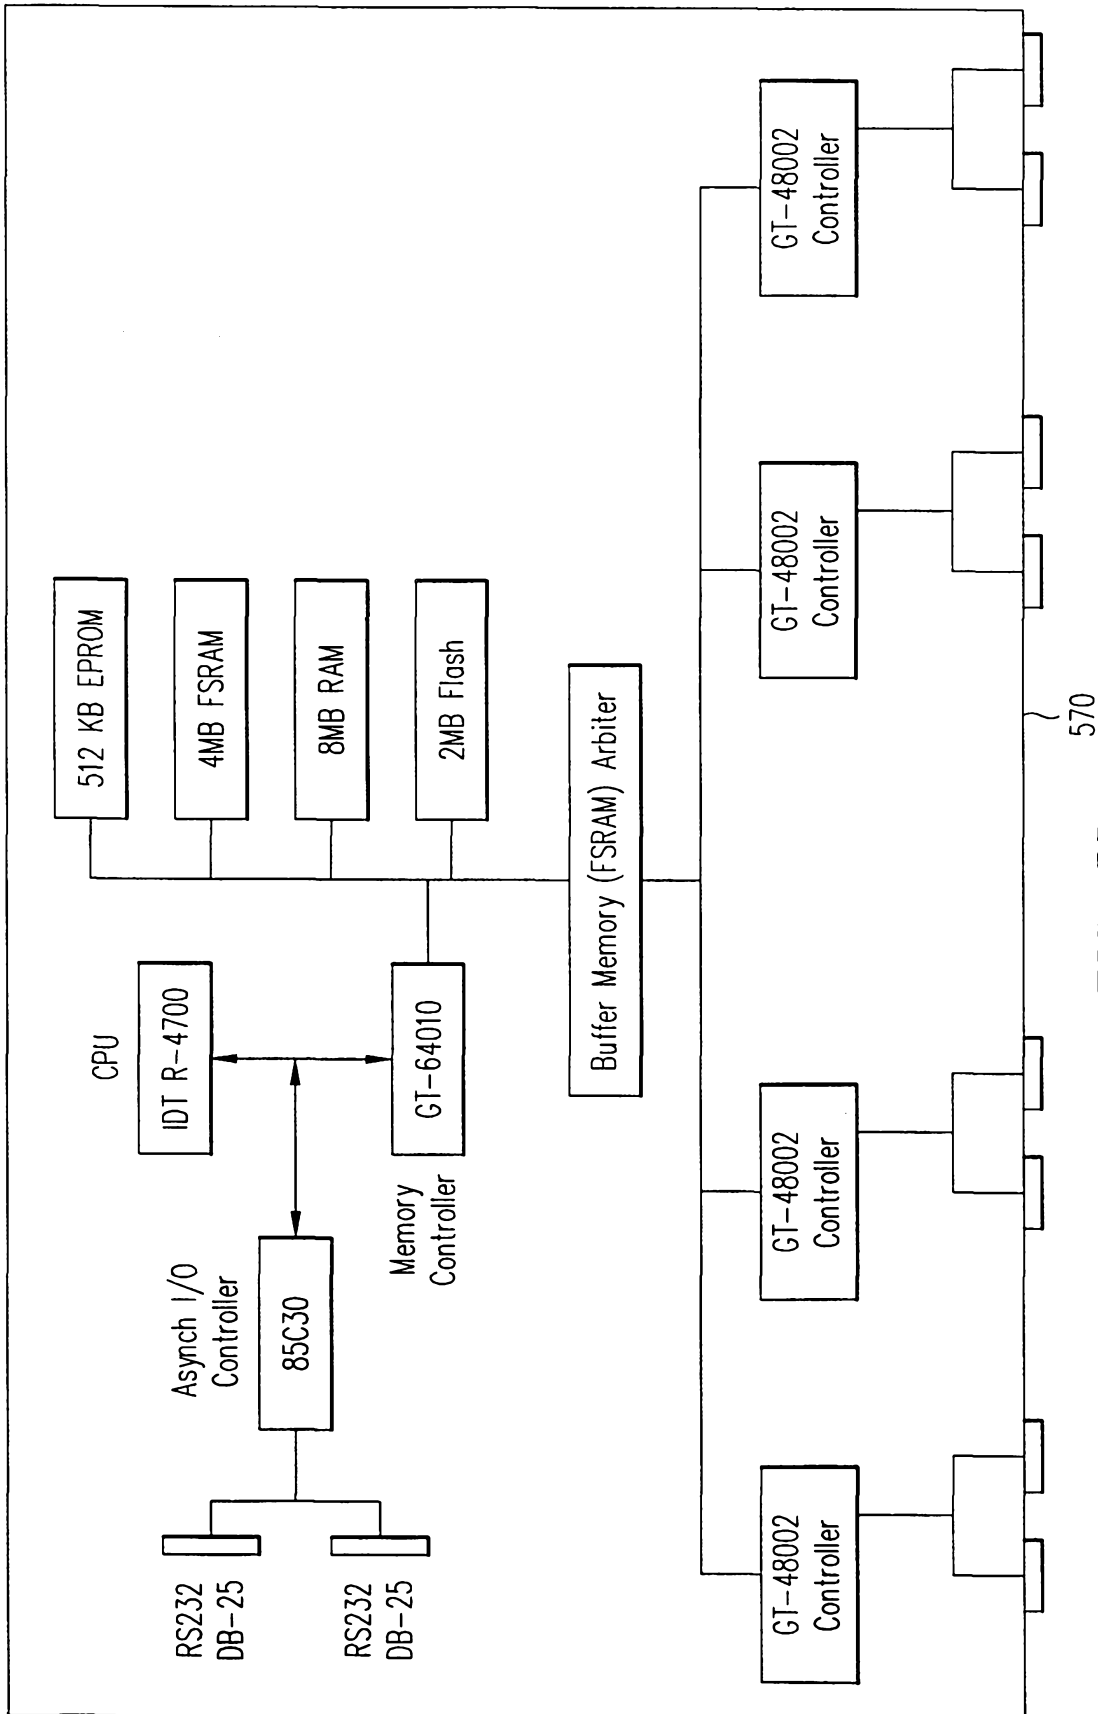 CPU
IDT R-4700
512 KB EPROM
4MB FSRAM
8MB RAM
2MB Flash
Asynch I/O
Controller
85C30
GT-64010
Memory
Controller
RS232
DB-25
RS232
DB-25
Buffer Memory (FSRAM) Arbiter
GT-48002
Controller
GT-48002
Controller
GT-48002
Controller
GT-48002
Controller
570